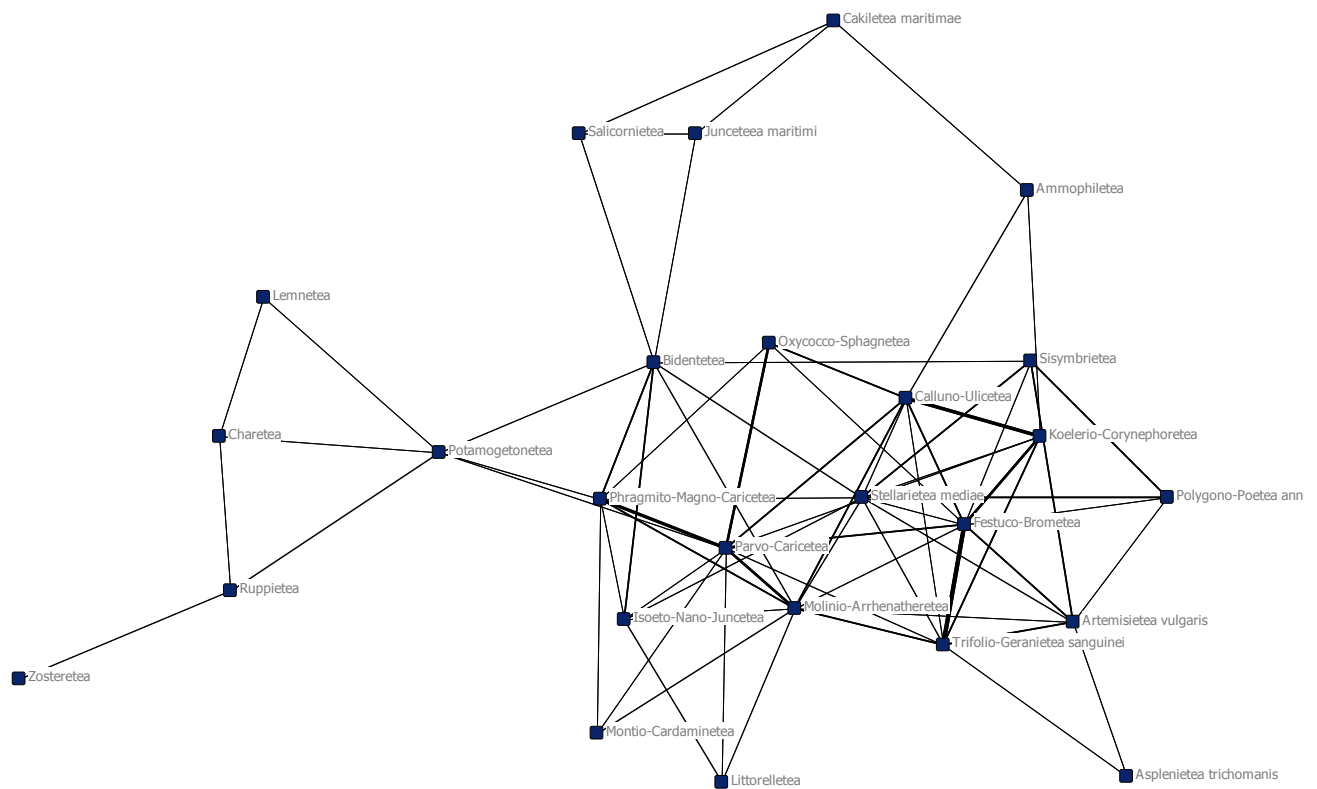 Cakiletea maritimae
Salicornietea
Junceteea maritimi
Ammophiletea
Lemnetea
Oxycocco-Sphagnetea
Bidentetea
Sisymbrietea
Calluno-Ulicetea
Charetea
Koelerio-Corynephoretea
Potamogetonetea
Phragmito-Magno-Caricetea
Stellarietea mediae
Polygono-Poetea ann
Festuco-Brometea
Parvo-Caricetea
Ruppietea
Molinio-Arrhenatheretea
Isoeto-Nano-Juncetea
Artemisietea vulgaris
Trifolio-Geranietea sanguinei
Zosteretea
Montio-Cardaminetea
Asplenietea trichomanis
Littorelletea